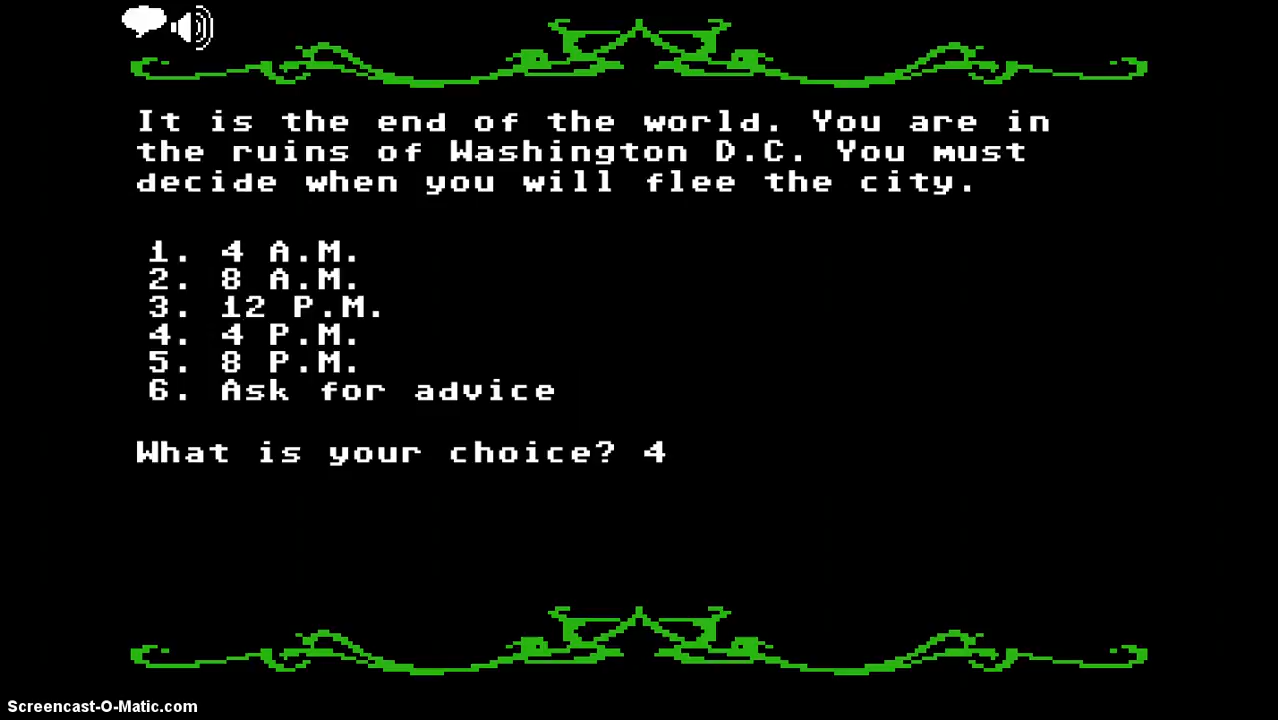 It is the end of the world. You are in
the ruins of Washington D.C. You must
decide when you will flee the city.
1. 4 A.M.
2. 8 A.M.
3. 12 P.M.
4. 4 P.M.
5. 8 P.M.
6. Ask for advice
What is your choice? 4
Screencast-O-Matic.com